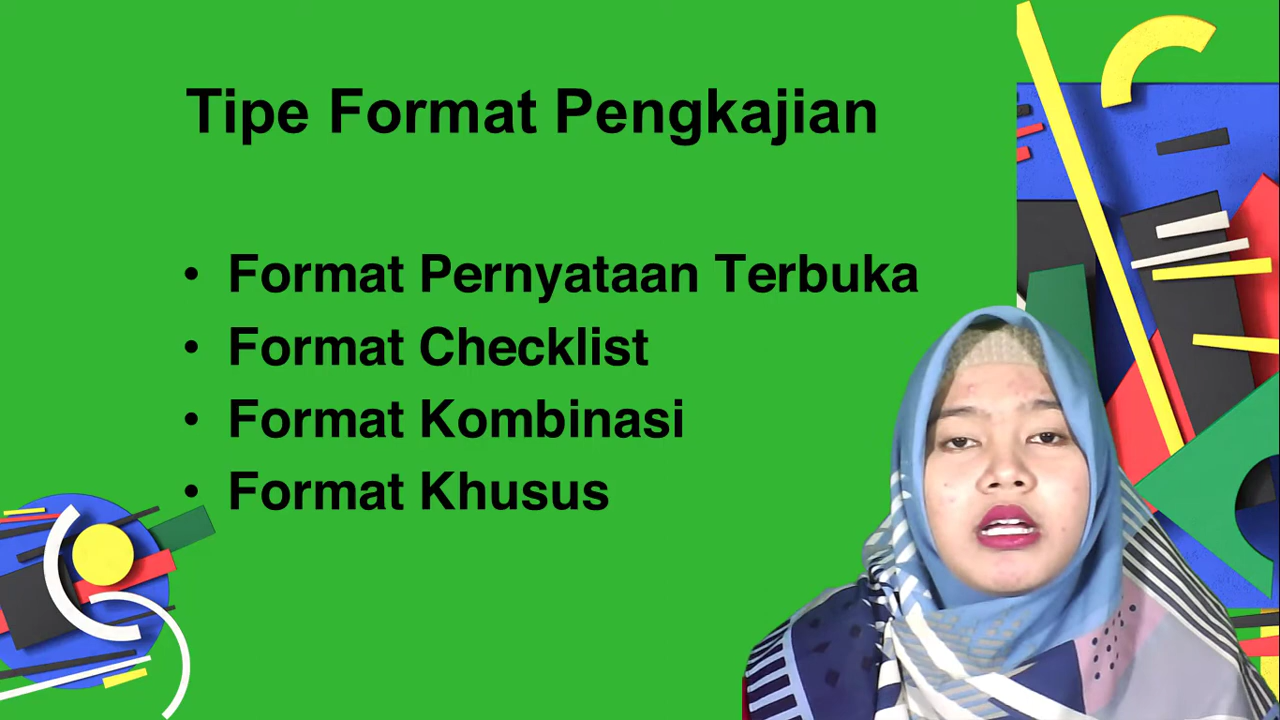 Tipe Format Pengkajian
• Format Pernyataan Terbuka
• Format Checklist
• Format Kombinasi
• Format Khusus